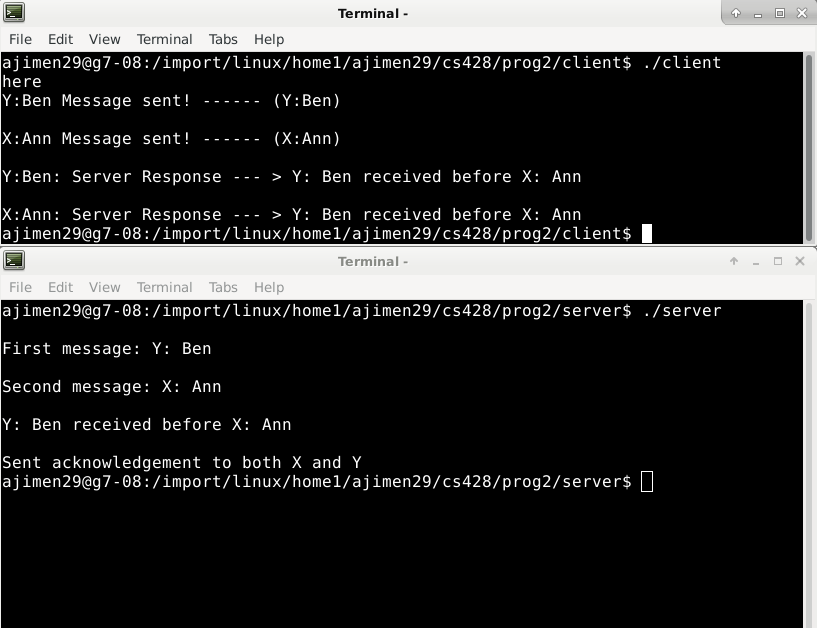 Terminal -
File Edit View Terminal Tabs Help
ajimen29@g7-08:/import/linux/home1/ajimen29/cs428/prog2/client$ ./client
here
Y:Ben Message sent! ------ (Y:Ben)
X:Ann Message sent! ------ (X:Ann)
Y:Ben: Server Response --- > Y: Ben received before X: Ann
X:Ann: Server Response --- > Y: Ben received before X: Ann
ajimen29@g7-08:/import/linux/home1/ajimen29/cs428/prog2/client$
Terminal -
File Edit View Terminal Tabs Help
ajimen29@g7-08:/import/linux/home1/ajimen29/cs428/prog2/server$ ./server
First message: Y: Ben
Second message: X: Ann
Y: Ben received before X: Ann
Sent acknowledgement to both X and Y
ajimen29@g7-08:/import/linux/home1/ajimen29/cs428/prog2/server$